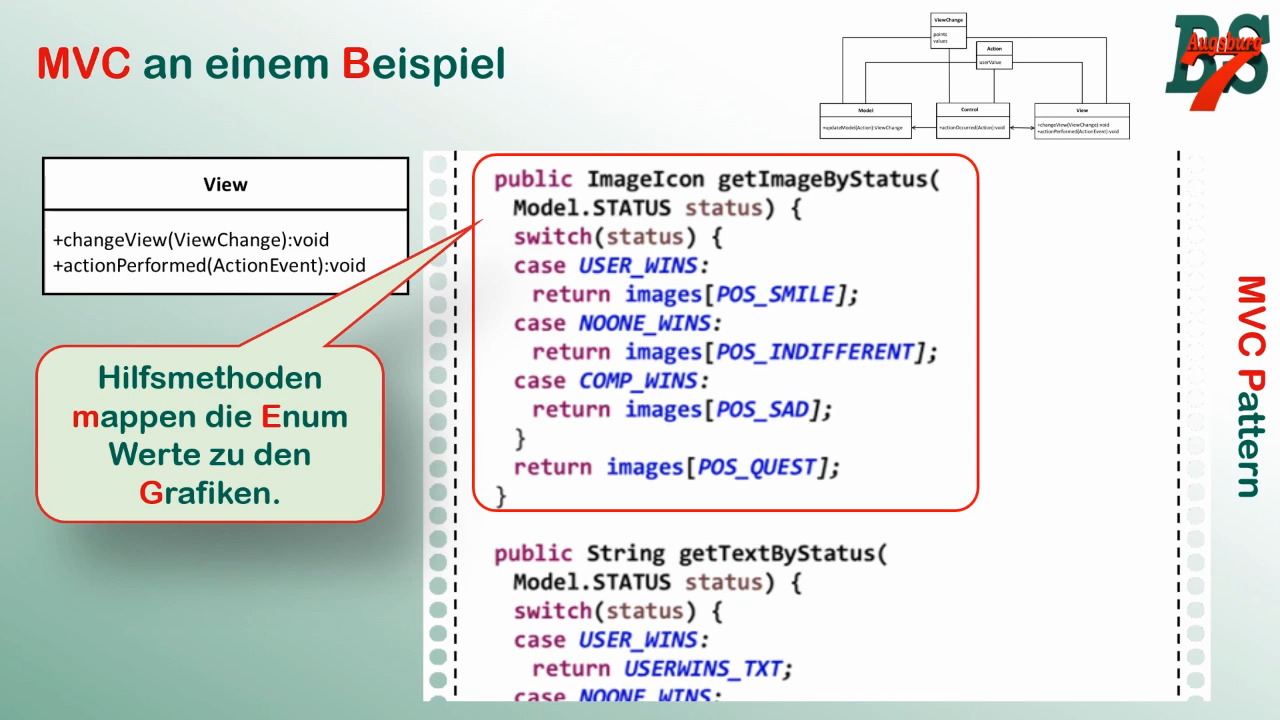 MVC an einem Beispiel
ViewChange
points
values
Action
userValue
Model
+updateModel(Action):ViewChange
Control
+actionOccurred(Action):void
View
+changeView(ViewChange):void
+actionPerformed(ActionEvent):void
BS
Augsburg
7
View
+changeView(ViewChange):void
+actionPerformed(ActionEvent):void
Hilfsmethoden
mappen die Enum
Werte zu den
Grafiken.
public ImageIcon getImageByStatus(
Model.STATUS status) {
switch(status) {
case USER_WINS:
return images[POS_SMILE];
case NOONE_WINS:
return images[POS_INDIFFERENT];
case COMP_WINS:
return images[POS_SAD];
}
return images[POS_QUEST];
}
public String getTextByStatus(
Model.STATUS status) {
switch(status) {
case USER_WINS:
return USERWINS_TXT;
case NOONE_WINS:
MVC Pattern